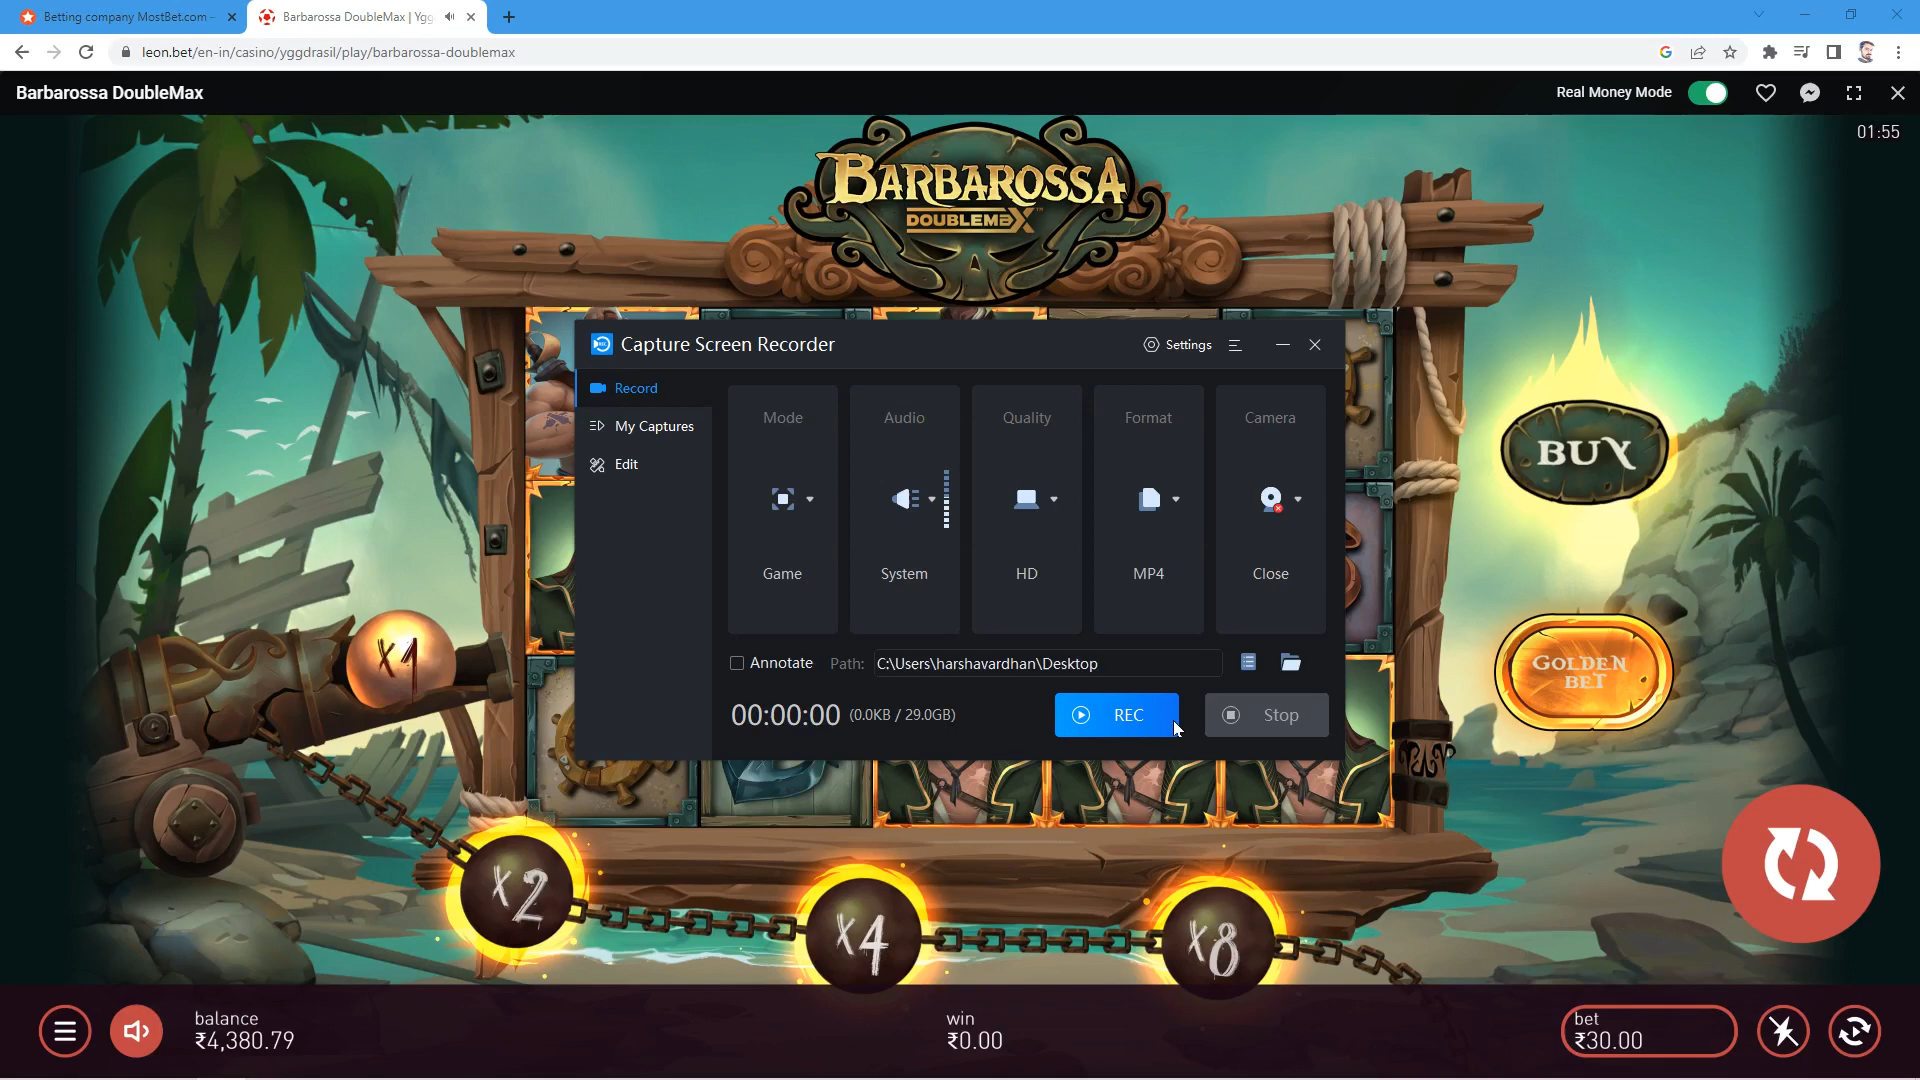 Betting company MostBet.com -
Barbarossa DoubleMax | Ygg
leon.bet/en-in/casino/yggdrasil/play/barbarossa-doublemax
Barbarossa DoubleMax
Real Money Mode
01:55
BARBAROSSA
DOUBLEMAX™
Capture Screen Recorder
Settings
Record
My Captures
Edit
Mode Audio Quality Format Camera
Game System HD MP4 Close
Annotate Path: C:\Users\harshavardhan\Desktop
00:00:00 (0.0KB / 29.0GB)
REC
Stop
BUY
GOLDEN
BET
x1
x2
x4
x8
balance
₹4,380.79
win
₹0.00
bet
₹30.00